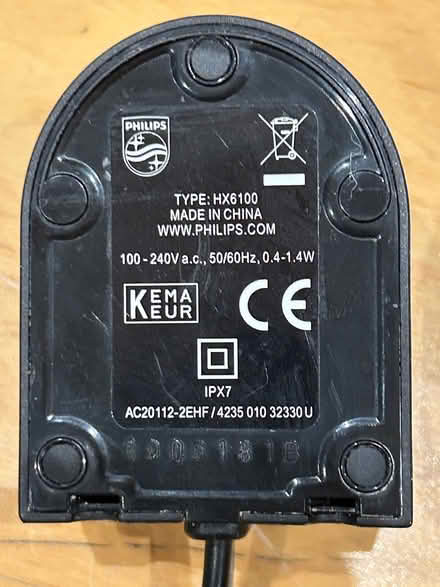 PHILIPS
TYPE: HX6100
MADE IN CHINA
WWW.PHILIPS.COM
100 - 240V a.c., 50/60Hz, 0.4-1.4W
KEMA
KEUR
CE
IPX7
AC20112-2EHF / 4235 010 32330 U